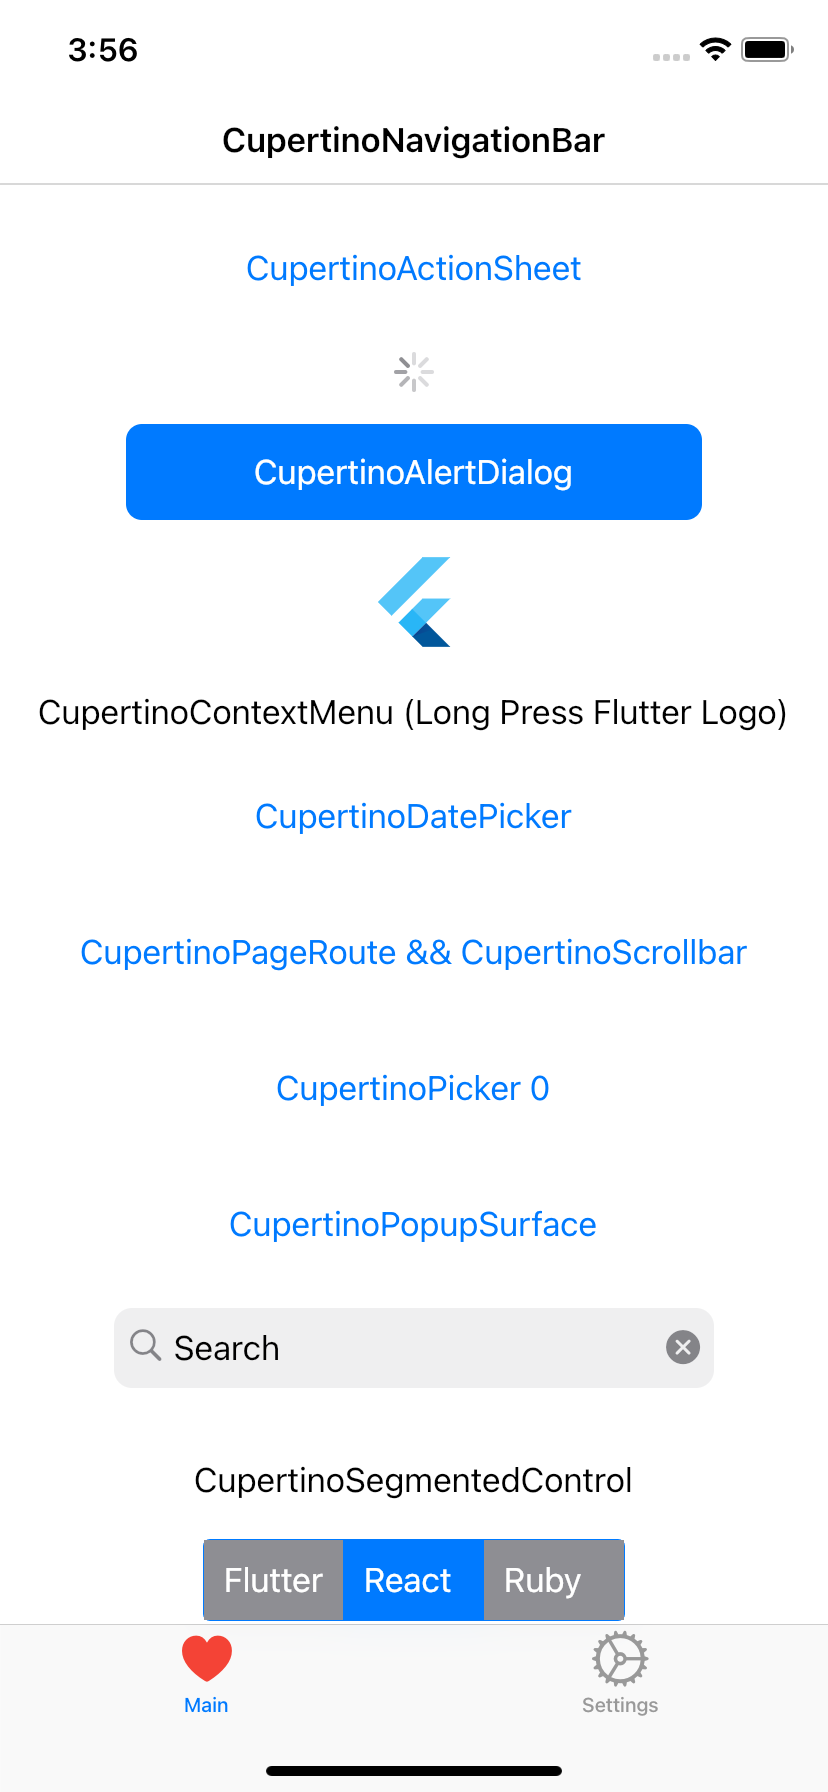 3:56
CupertinoNavigationBar
CupertinoActionSheet
CupertinoAlertDialog
CupertinoContextMenu (Long Press Flutter Logo)
CupertinoDatePicker
CupertinoPageRoute && CupertinoScrollbar
CupertinoPicker 0
CupertinoPopupSurface
Search
CupertinoSegmentedControl
Flutter React Ruby
Main Settings